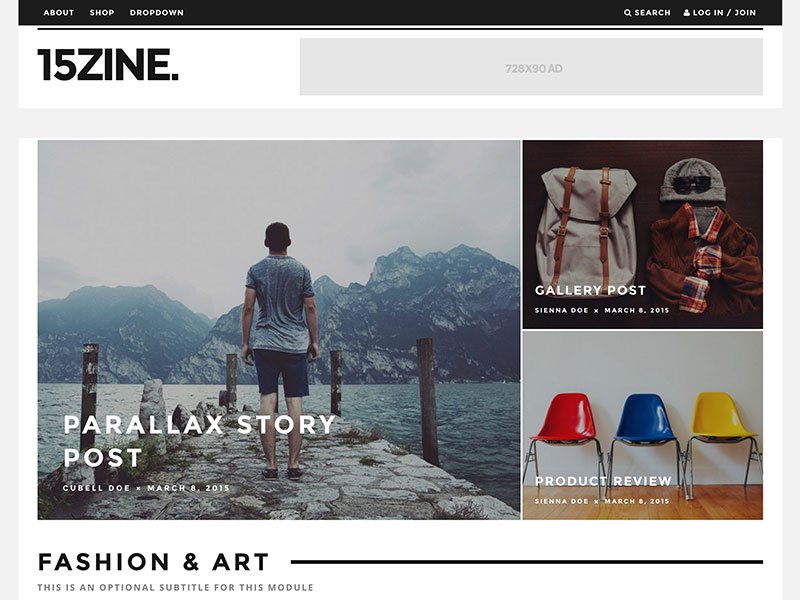 ABOUT SHOP DROPDOWN SEARCH LOG IN / JOIN
15ZINE.
728X90 AD
PARALLAX STORY
POST
CUBELL DOE × MARCH 8, 2015
GALLERY POST
SIENNA DOE × MARCH 8, 2015
PRODUCT REVIEW
SIENNA DOE × MARCH 8, 2015
FASHION & ART
THIS IS AN OPTIONAL SUBTITLE FOR THIS MODULE